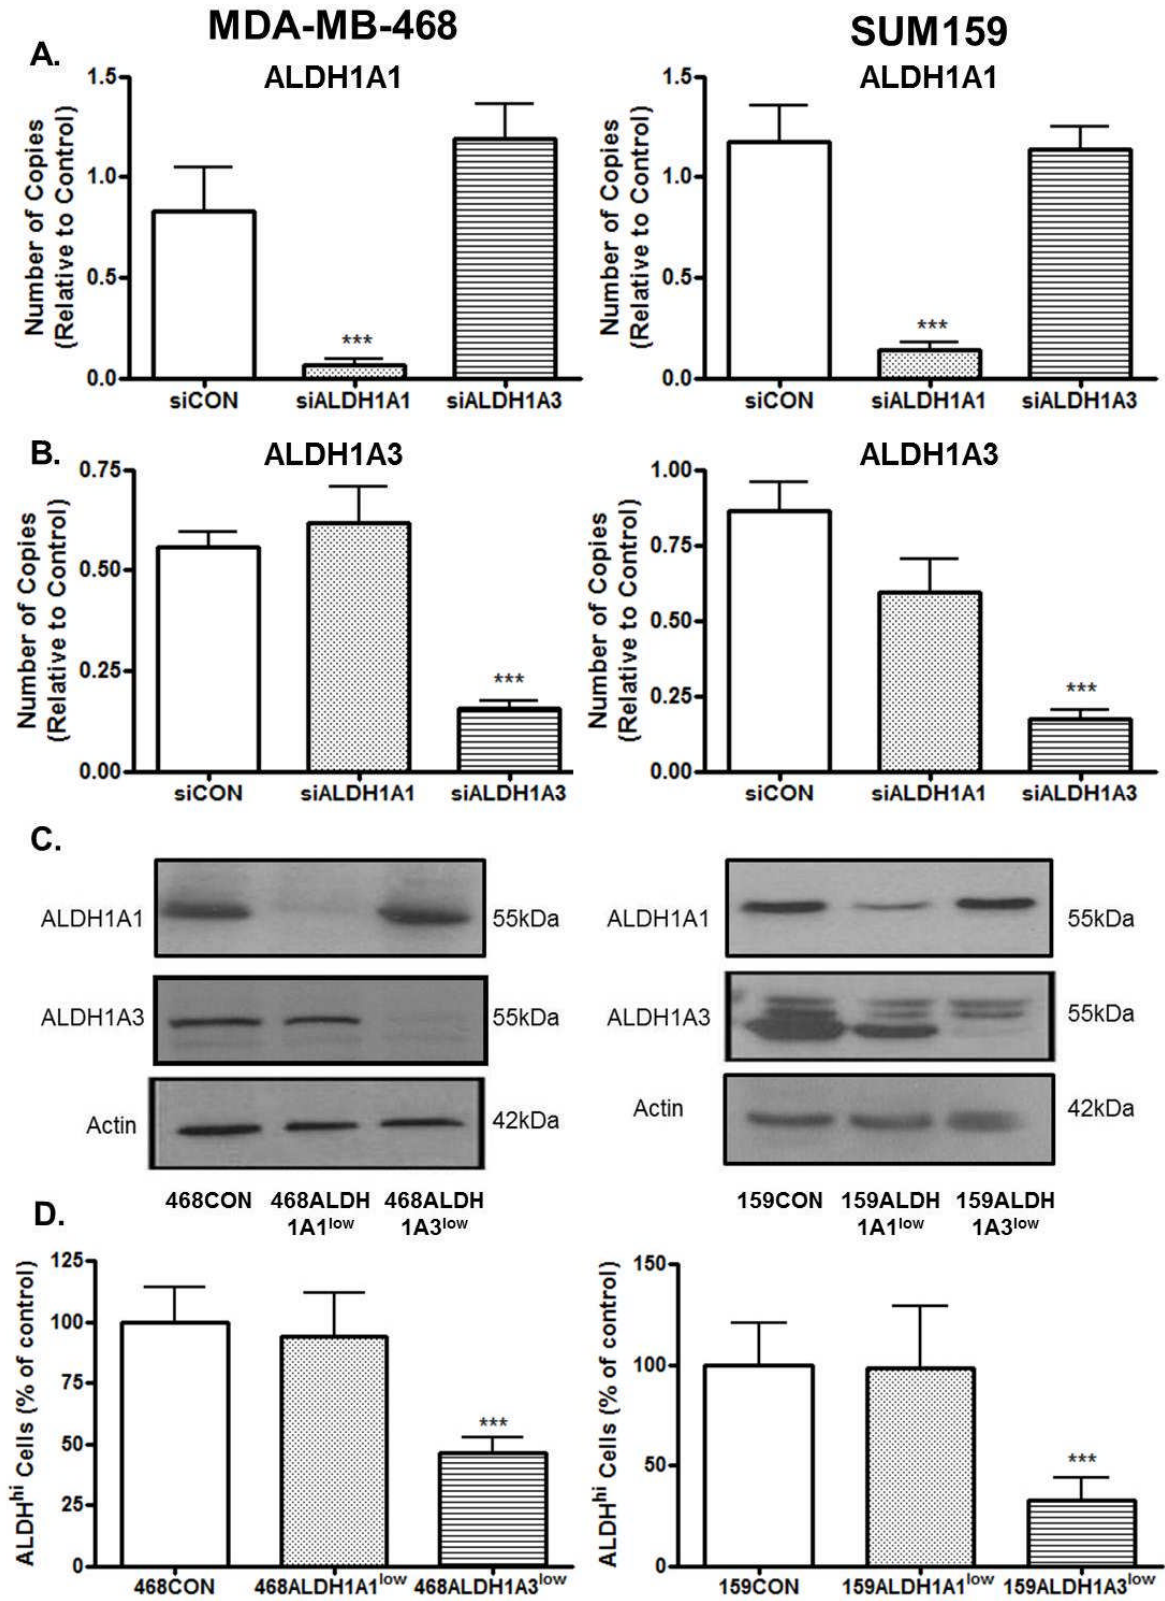 MDA-MB-468
SUM159
A.
ALDH1A1
Number of Copies
(Relative to Control)
1.5
1.0
0.5
0.0
***
siCON siALDH1A1 siALDH1A3
ALDH1A1
Number of Copies
(Relative to Control)
1.5
1.0
0.5
0.0
***
siCON siALDH1A1 siALDH1A3
B.
ALDH1A3
Number of Copies
(Relative to Control)
0.75
0.50
0.25
0.00
***
siCON siALDH1A1 siALDH1A3
ALDH1A3
Number of Copies
(Relative to Control)
1.00
0.75
0.50
0.25
0.00
***
siCON siALDH1A1 siALDH1A3
C.
ALDH1A1 55kDa
ALDH1A3 55kDa
Actin 42kDa
468CON 468ALDH 468ALDH
1A1low 1A3low
ALDH1A1 55kDa
ALDH1A3 55kDa
Actin 42kDa
159CON 159ALDH 159ALDH
1A1low 1A3low
D.
ALDHhi Cells (% of control)
125
100
75
50
25
0
***
468CON 468ALDH1A1low 468ALDH1A3low
ALDHhi Cells (% of control)
150
100
50
0
***
159CON 159ALDH1A1low 159ALDH1A3low